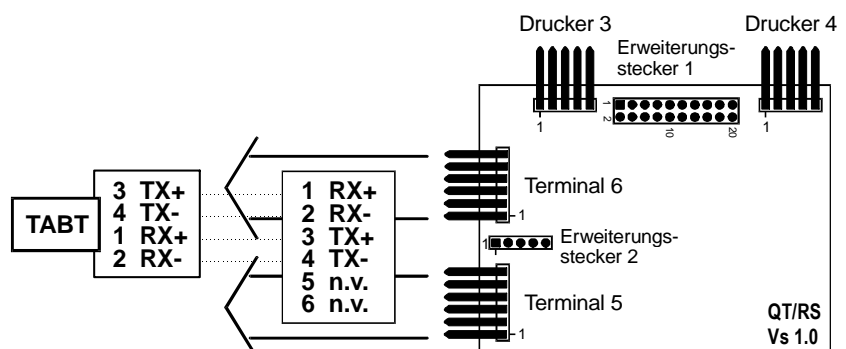 Drucker 3
Drucker 4
Erweiterungs-
stecker 1
1
2
10
20
1
1
TABT
3 TX+
4 TX-
1 RX+
2 RX-
1 RX+
2 RX-
3 TX+
4 TX-
5 n.v.
6 n.v.
Terminal 6
1
1
Erweiterungs-
stecker 2
Terminal 5
1
QT/RS
Vs 1.0